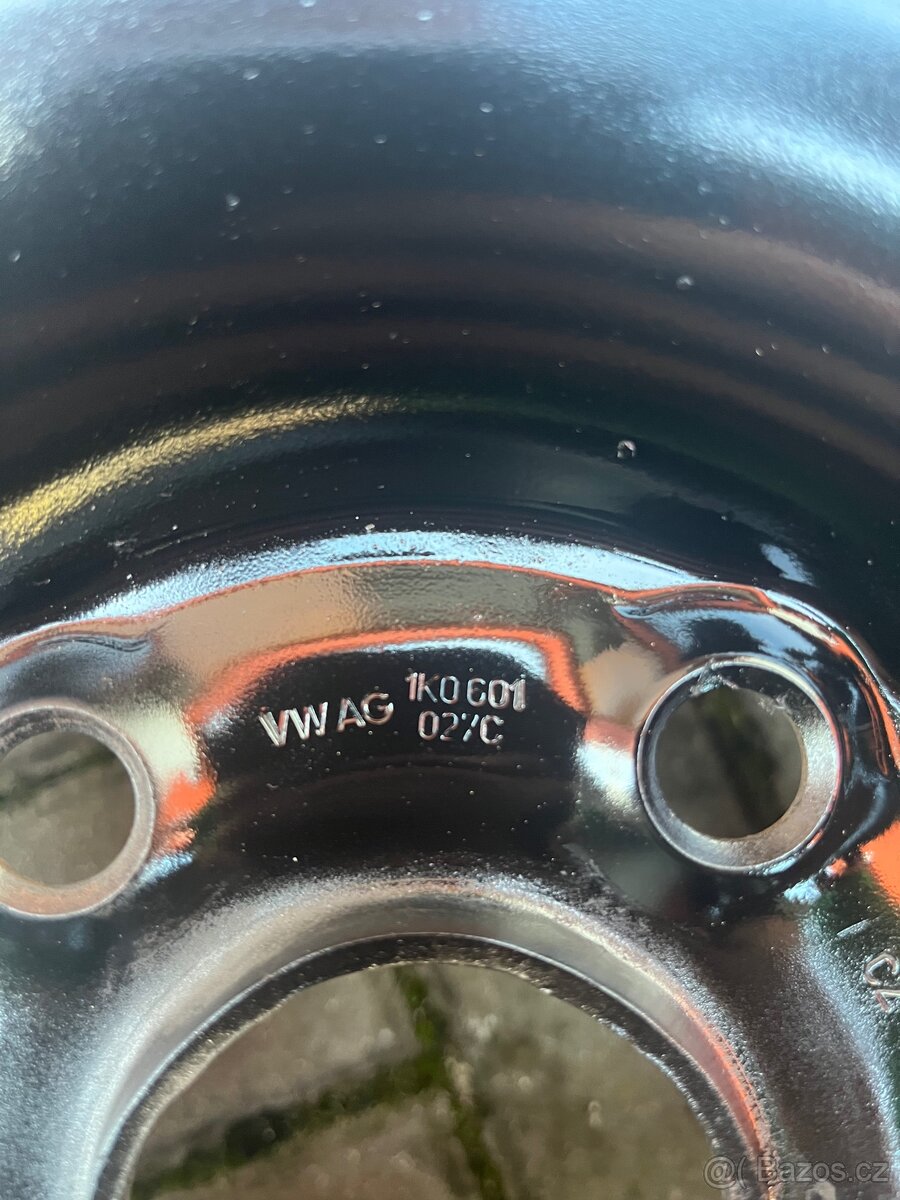 VW AG 1K0 601
027C
@( Bazos.cz